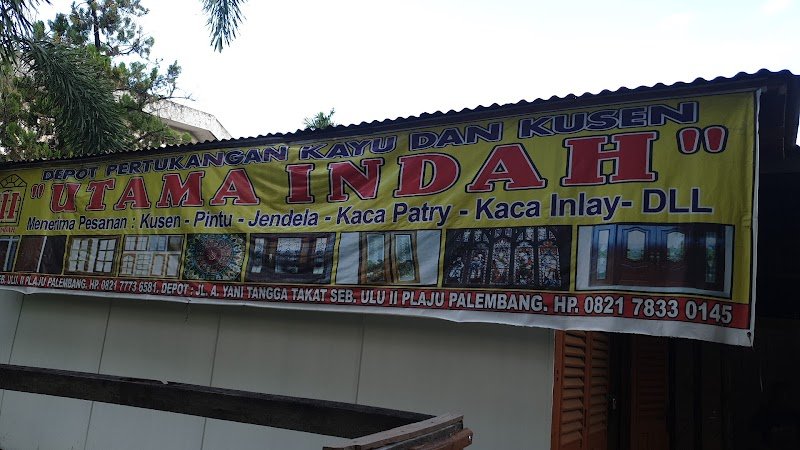 DEPOT PERTUKANGAN KAYU DAN KUSEN
"UTAMA INDAH"
Menerima Pesanan : Kusen - Pintu - Jendela - Kaca Patry - Kaca Inlay- DLL
SEB. ULU II PLAJU PALEMBANG. HP. 0821 7773 6581, DEPOT : JL. A. YANI TANGGA TAKAT SEB. ULU II PLAJU PALEMBANG. HP. 0821 7833 0145